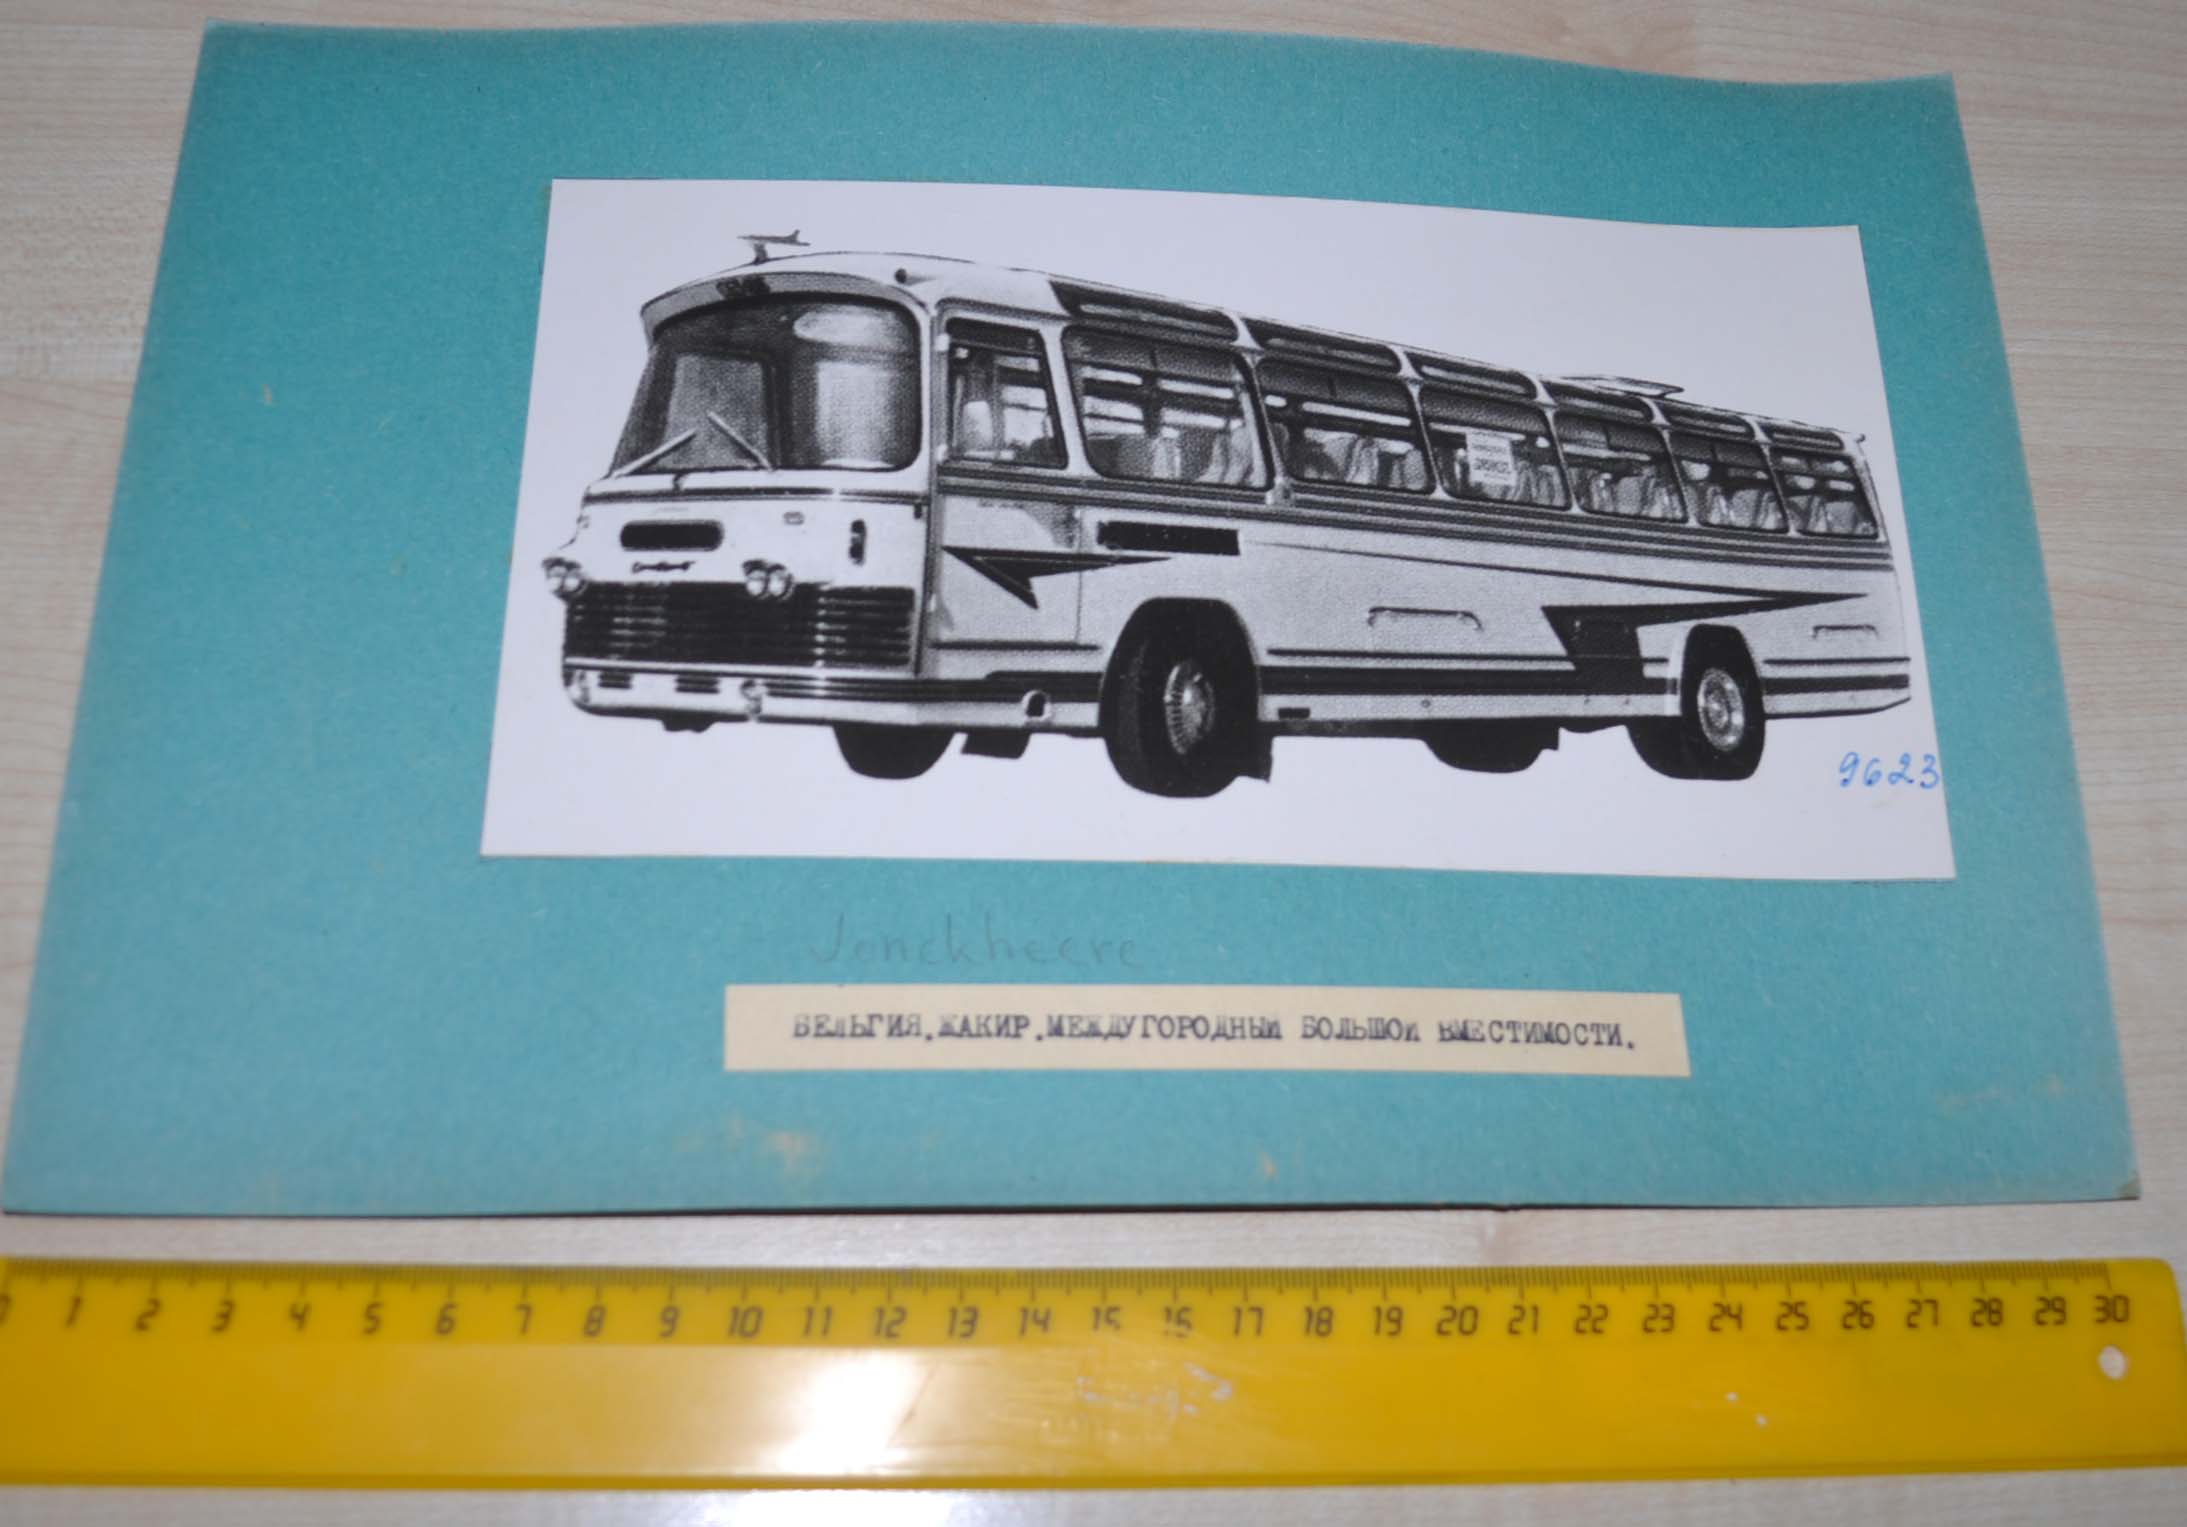 9623
Jonckheere
БЕЛЬГИЯ.ЖАКИР.МЕЖДУГОРОДНЫЙ БОЛЬШОЙ ВМЕСТИМОСТИ.
0 1 2 3 4 5 6 7 8 9 10 11 12 13 14 15 16 17 18 19 20 21 22 23 24 25 26 27 28 29 30